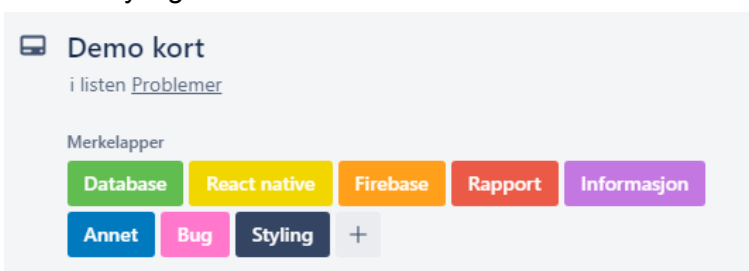 Demo kort
i listen Problemer
Merkelapper
Database React native Firebase Rapport Informasjon
Annet Bug Styling +